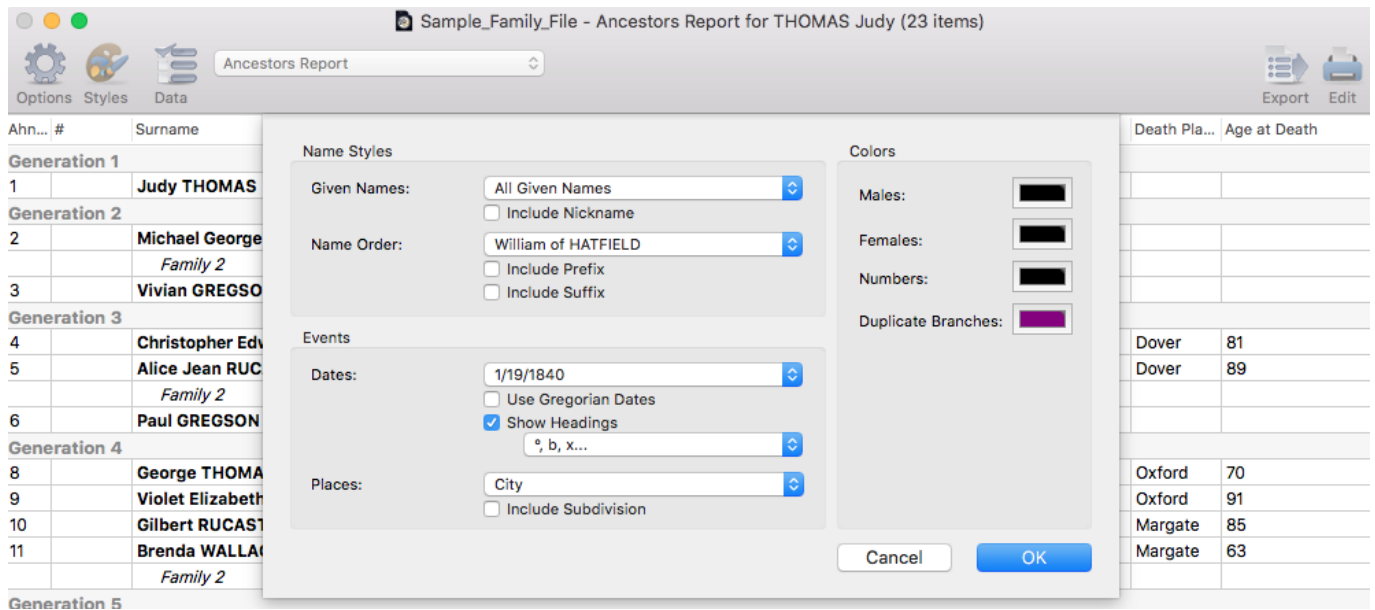 Sample_Family_File - Ancestors Report for THOMAS Judy (23 items)
Ancestors Report
Options Styles Data Export Edit
Ahn... # Surname Death Pla... Age at Death
Generation 1
1 Judy THOMAS
Generation 2
2 Michael George
Family 2
3 Vivian GREGSO
Generation 3
4 Christopher Edw Dover 81
5 Alice Jean RUC Dover 89
Family 2
6 Paul GREGSON
Generation 4
8 George THOMA Oxford 70
9 Violet Elizabeth Oxford 91
10 Gilbert RUCAST Margate 85
11 Brenda WALLAC Margate 63
Family 2
Generation 5
Name Styles
Given Names: All Given Names
Include Nickname
Name Order: William of HATFIELD
Include Prefix
Include Suffix
Events
Dates: 1/19/1840
Use Gregorian Dates
Show Headings
°, b, x...
Places: City
Include Subdivision
Colors
Males:
Females:
Numbers:
Duplicate Branches:
Cancel OK